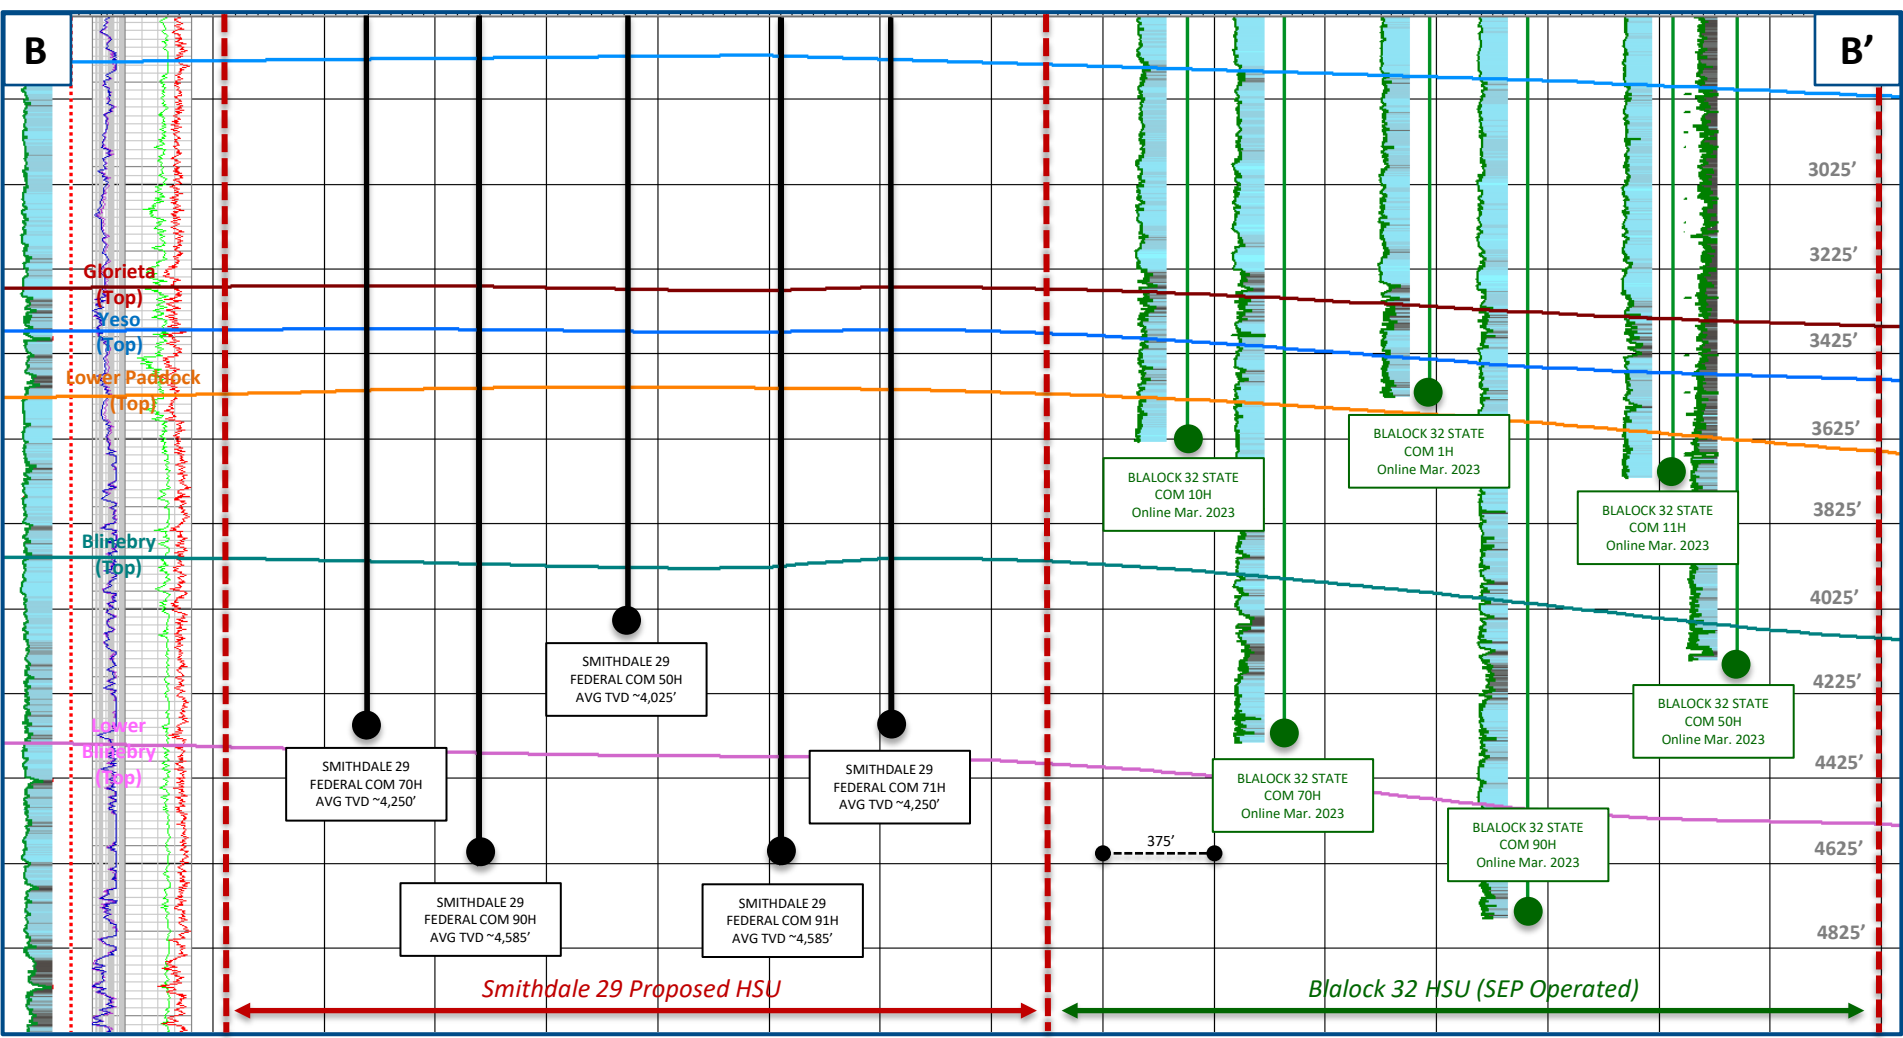 B
B’
3025’
3225’
Glorieta
(Top)
Yeso
(Top)
3425’
Lower Paddock
(Top)
3625’
BLALOCK 32 STATE
COM 1H
Online Mar. 2023
BLALOCK 32 STATE
COM 10H
Online Mar. 2023
3825’
BLALOCK 32 STATE
COM 11H
Online Mar. 2023
Blinebry
(Top)
4025’
SMITHDALE 29
FEDERAL COM 50H
AVG TVD ~4,025’
4225’
BLALOCK 32 STATE
COM 50H
Online Mar. 2023
Lower
Blinebry
(Top)
SMITHDALE 29
FEDERAL COM 70H
AVG TVD ~4,250’
SMITHDALE 29
FEDERAL COM 71H
AVG TVD ~4,250’
4425’
BLALOCK 32 STATE
COM 70H
Online Mar. 2023
BLALOCK 32 STATE
COM 90H
Online Mar. 2023
375’
4625’
SMITHDALE 29
FEDERAL COM 90H
AVG TVD ~4,585’
SMITHDALE 29
FEDERAL COM 91H
AVG TVD ~4,585’
4825’
Smithdale 29 Proposed HSU
Blalock 32 HSU (SEP Operated)